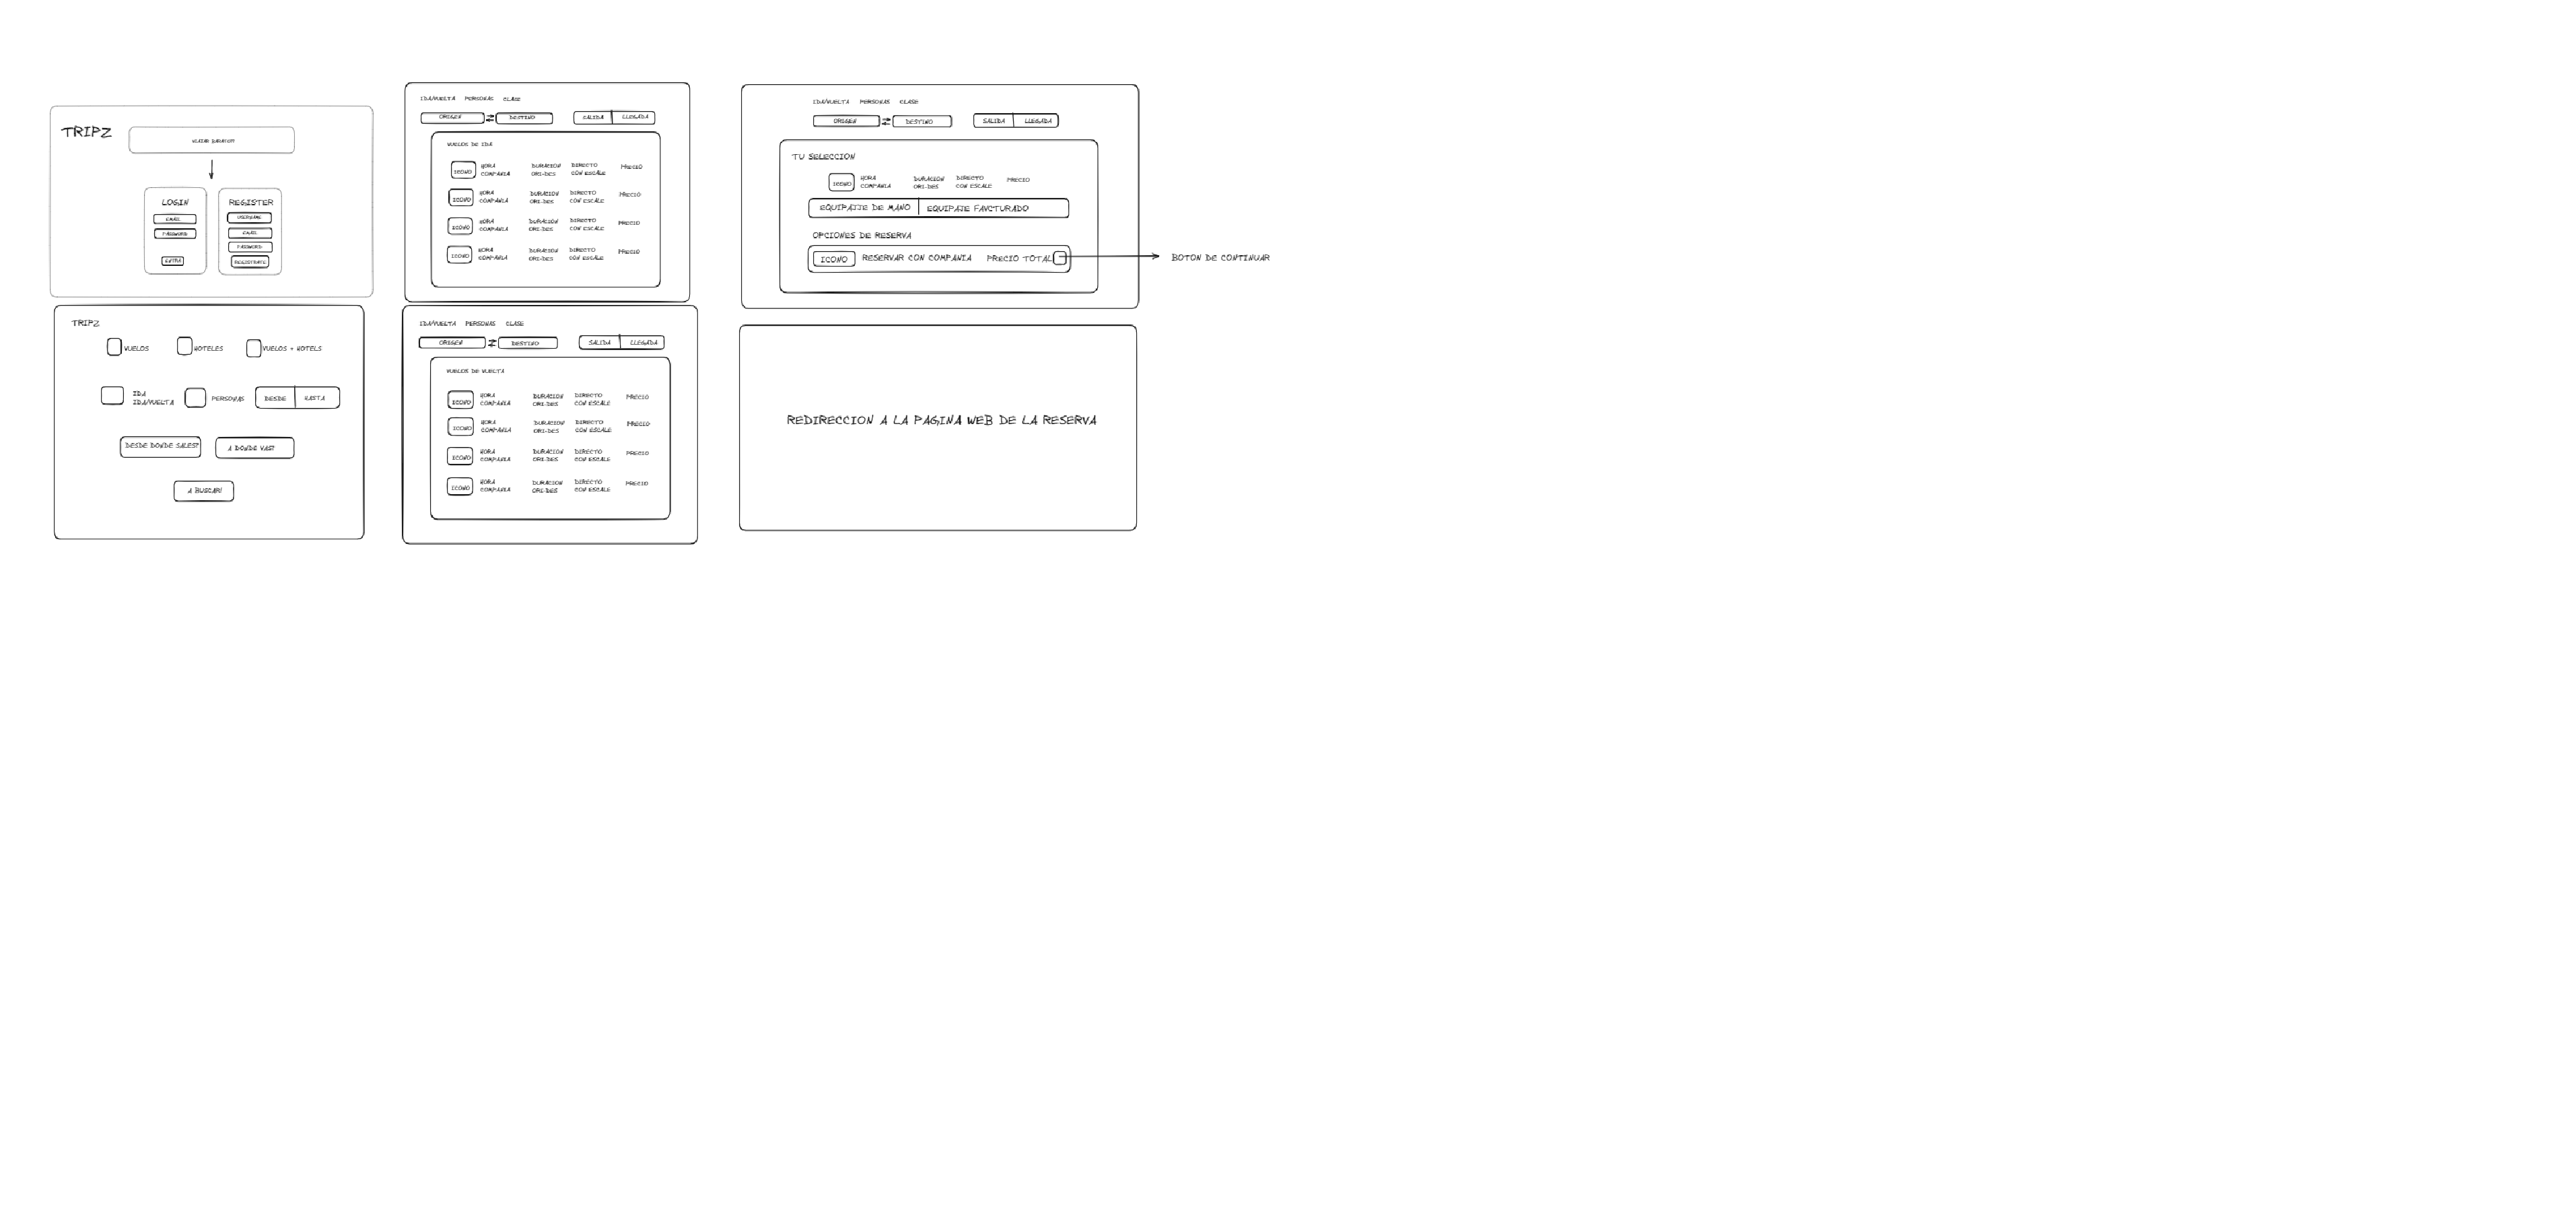 TRIPZ
VIAJAR BARATO!!!
LOGIN
EMAIL
PASSWORD
ENTRA
REGISTER
USERNAME
EMAIL
PASSWORD
REGISTRATE
TRIPZ
VUELOS
HOTELES
VUELOS + HOTELS
IDA
IDA/VUELTA
PERSONAS
DESDE
HASTA
DESDE DONDE SALES?
A DONDE VAS?
A BUSCAR!
IDA/VUELTA PERSONAS CLASE
ORIGEN
DESTINO
SALIDA
LLEGADA
VUELOS DE IDA
ICONO
HORA
COMPAÑIA
DURACION
ORI-DES
DIRECTO
CON ESCALE
PRECIO
ICONO
HORA
COMPAÑIA
DURACION
ORI-DES
DIRECTO
CON ESCALE
PRECIO
ICONO
HORA
COMPAÑIA
DURACION
ORI-DES
DIRECTO
CON ESCALE
PRECIO
ICONO
HORA
COMPAÑIA
DURACION
ORI-DES
DIRECTO
CON ESCALE
PRECIO
IDA/VUELTA PERSONAS CLASE
ORIGEN
DESTINO
SALIDA
LLEGADA
VUELOS DE VUELTA
ICONO
HORA
COMPAÑIA
DURACION
ORI-DES
DIRECTO
CON ESCALE
PRECIO
ICONO
HORA
COMPAÑIA
DURACION
ORI-DES
DIRECTO
CON ESCALE
PRECIO
ICONO
HORA
COMPAÑIA
DURACION
ORI-DES
DIRECTO
CON ESCALE
PRECIO
ICONO
HORA
COMPAÑIA
DURACION
ORI-DES
DIRECTO
CON ESCALE
PRECIO
IDA/VUELTA PERSONAS CLASE
ORIGEN
DESTINO
SALIDA
LLEGADA
TU SELECCION
ICONO
HORA
COMPAÑIA
DURACION
ORI-DES
DIRECTO
CON ESCALE
PRECIO
EQUIPAJJE DE MANO
EQUIPAJE FAVCTURADO
OPCIONES DE RESERVA
ICONO
RESERVAR CON COMPANIA
PRECIO TOTAL
BOTON DE CONTINUAR
REDIRECCION A LA PAGINA WEB DE LA RESERVA